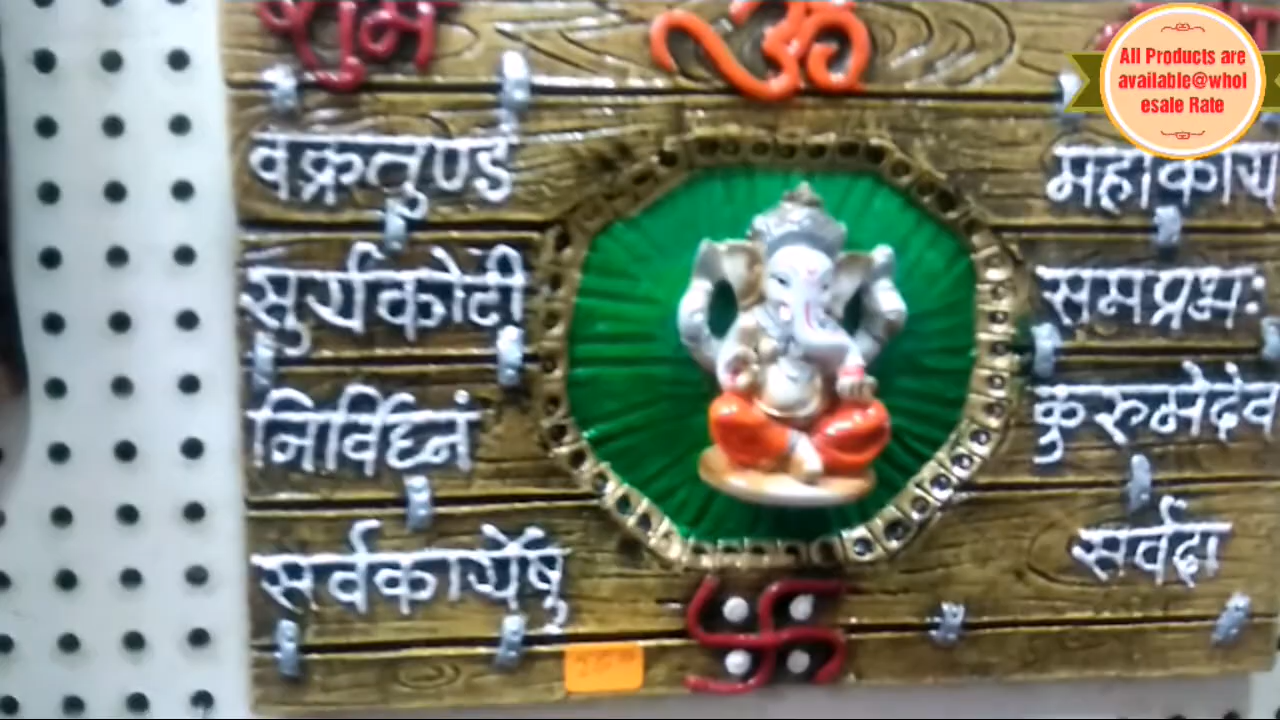 शुभ ॐ
All Products are
available@whol
esale Rate
वक्रतुण्ड महाकाय
सुर्यकोटी समप्रभः
निर्विघ्नं कुरुमेदेव
सर्वकार्येषु सर्वदा